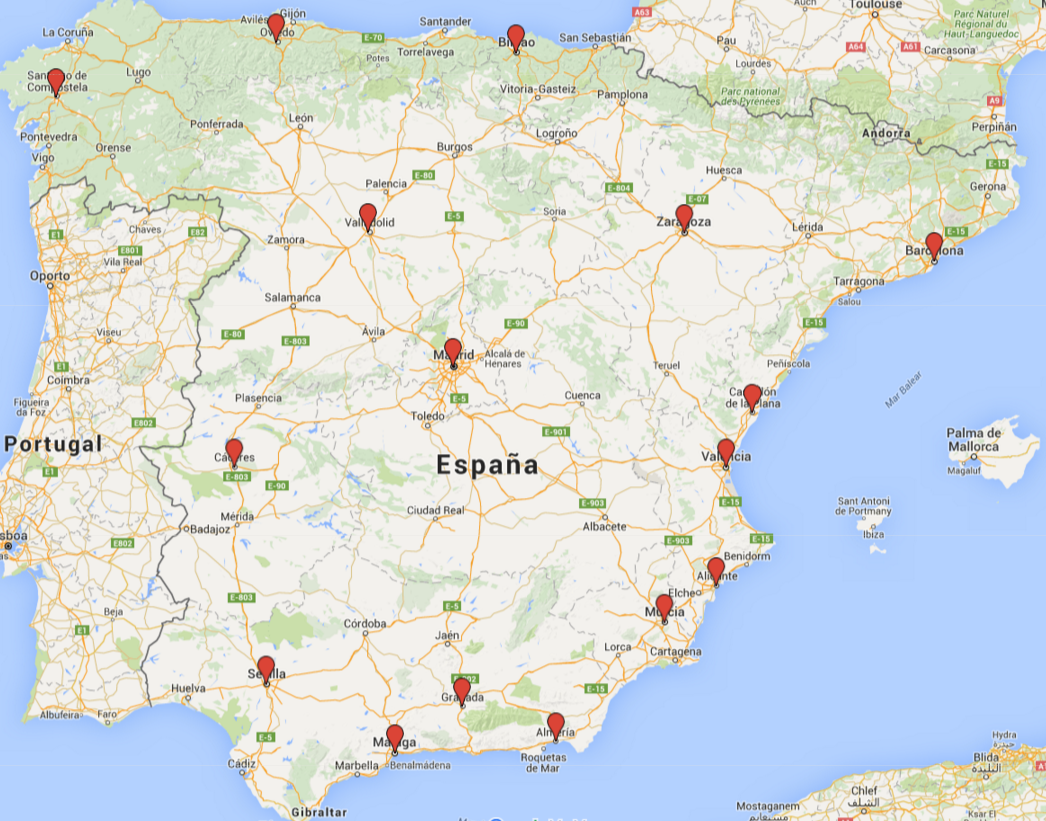 A63
Auch
Toulouse
Avilés
Gijón
La Coruña
Oviedo
E-70
Santander
Bilbao
San Sebastián
Pau
Parc Naturel
Régional du
Haut-Languedoc
A64
A61
Carcasona
Torrelavega
Potes
Lourdes
Santiago de
Compostela
Lugo
Vitoria-Gasteiz
Pamplona
Parc national
des Pyrénées
A9
Perpiñán
Ponferrada
León
Logroño
Andorra
Pontevedra
Vigo
Orense
Burgos
E-15
Huesca
Palencia
E-80
E-804
E-07
Gerona
Chaves
E1
E82
Valladolid
E-5
Soria
Zaragoza
Lérida
E-15
Barcelona
E801
Vila Real
Zamora
Oporto
Tarragona
Salou
Salamanca
E-80
E-803
Viseu
Ávila
E-90
E-15
Madrid
Alcalá de
Henares
Teruel
Peñíscola
E1
Coimbra
Figueira
da Foz
Plasencia
E-5
Cuenca
Castellón
de la Plana
Mar Balear
Toledo
E802
Portugal
E-901
Palma de
Mallorca
Magaluf
Cáceres
España
Valencia
E1
E-803
E-90
E-903
E-15
Sant Antoni
de Portmany
Ibiza
Mérida
Badajoz
Ciudad Real
Albacete
E802
E-903
E-15
Benidorm
Alicante
Elche
E-803
E-5
Murcia
Beja
E1
Córdoba
Jaén
Lorca
Cartagena
Sevilla
Huelva
Granada
E-15
Albufeira
Faro
E-5
Málaga
Almería
Roquetas
de Mar
Cádiz
Marbella
Benalmádena
Hydra
حيدرة
Blida
البليدة
Chlef
الشلف
Gibraltar
Mostaganem
مستغانم
Ksar El